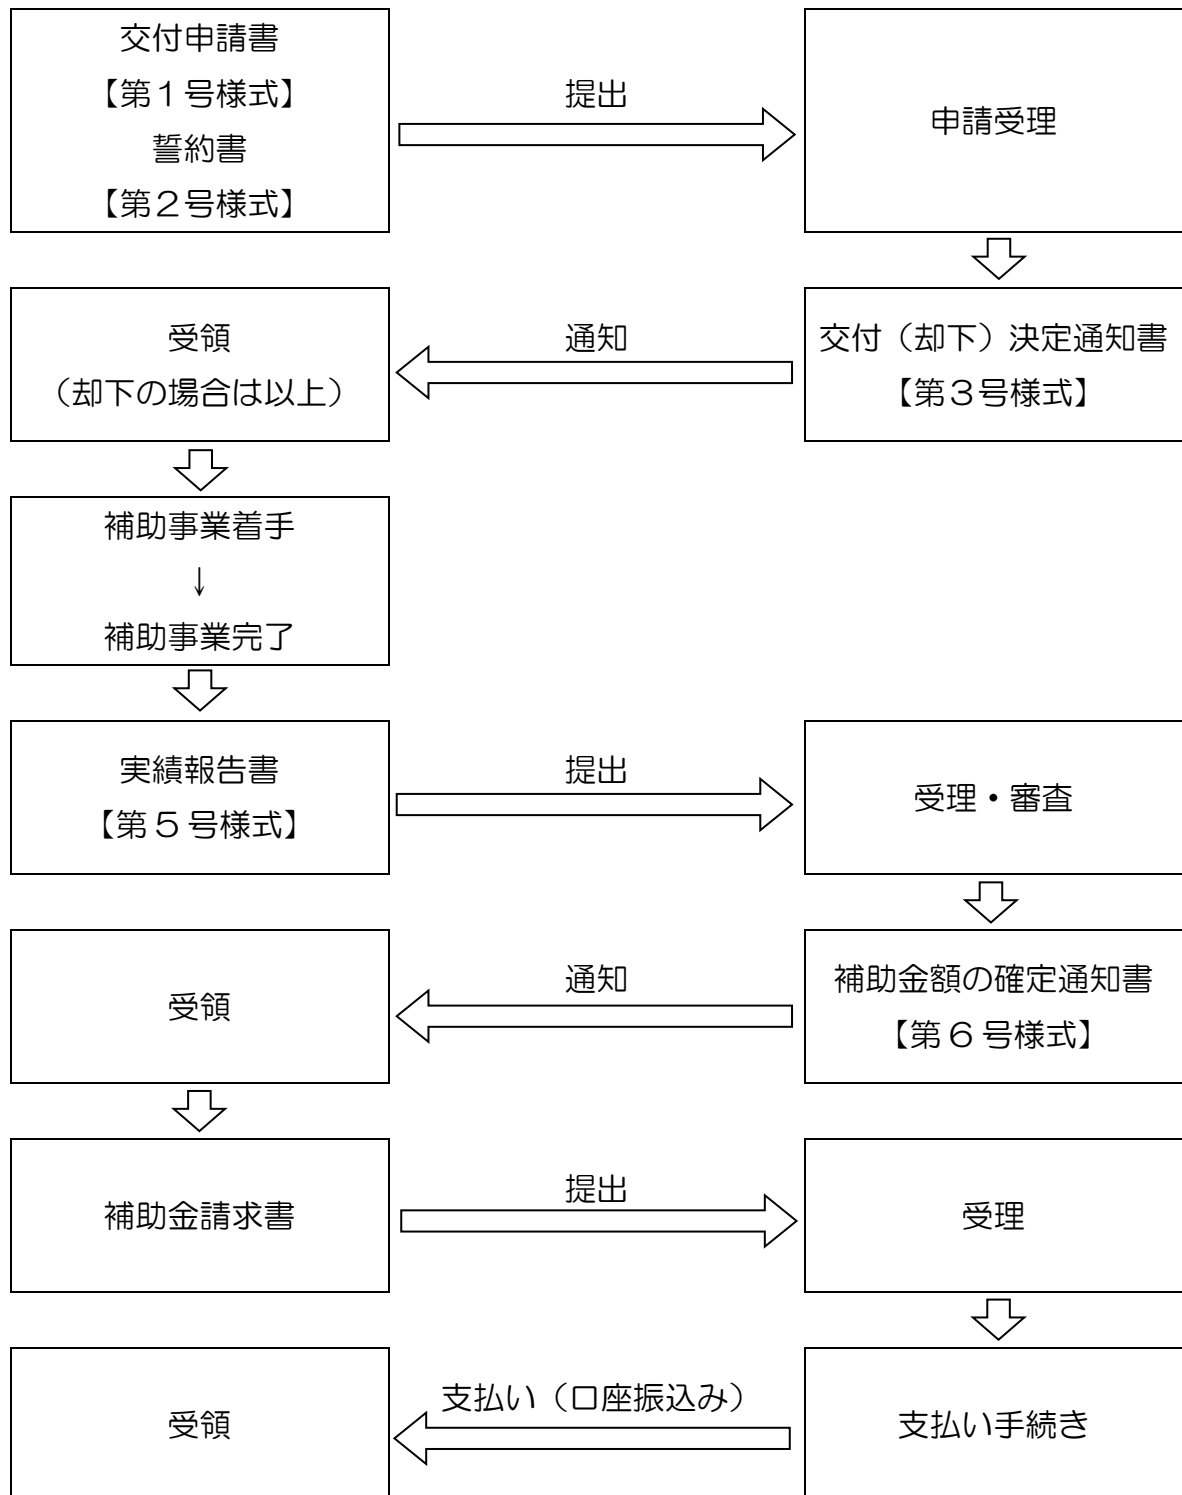 交付申請書
【第１号様式】
誓約書
【第２号様式】
提出
申請受理
受領
（却下の場合は以上）
通知
交付（却下）決定通知書
【第３号様式】
補助事業着手
↓
補助事業完了
実績報告書
【第５号様式】
提出
受理・審査
受領
通知
補助金額の確定通知書
【第６号様式】
補助金請求書
提出
受理
受領
支払い（口座振込み）
支払い手続き